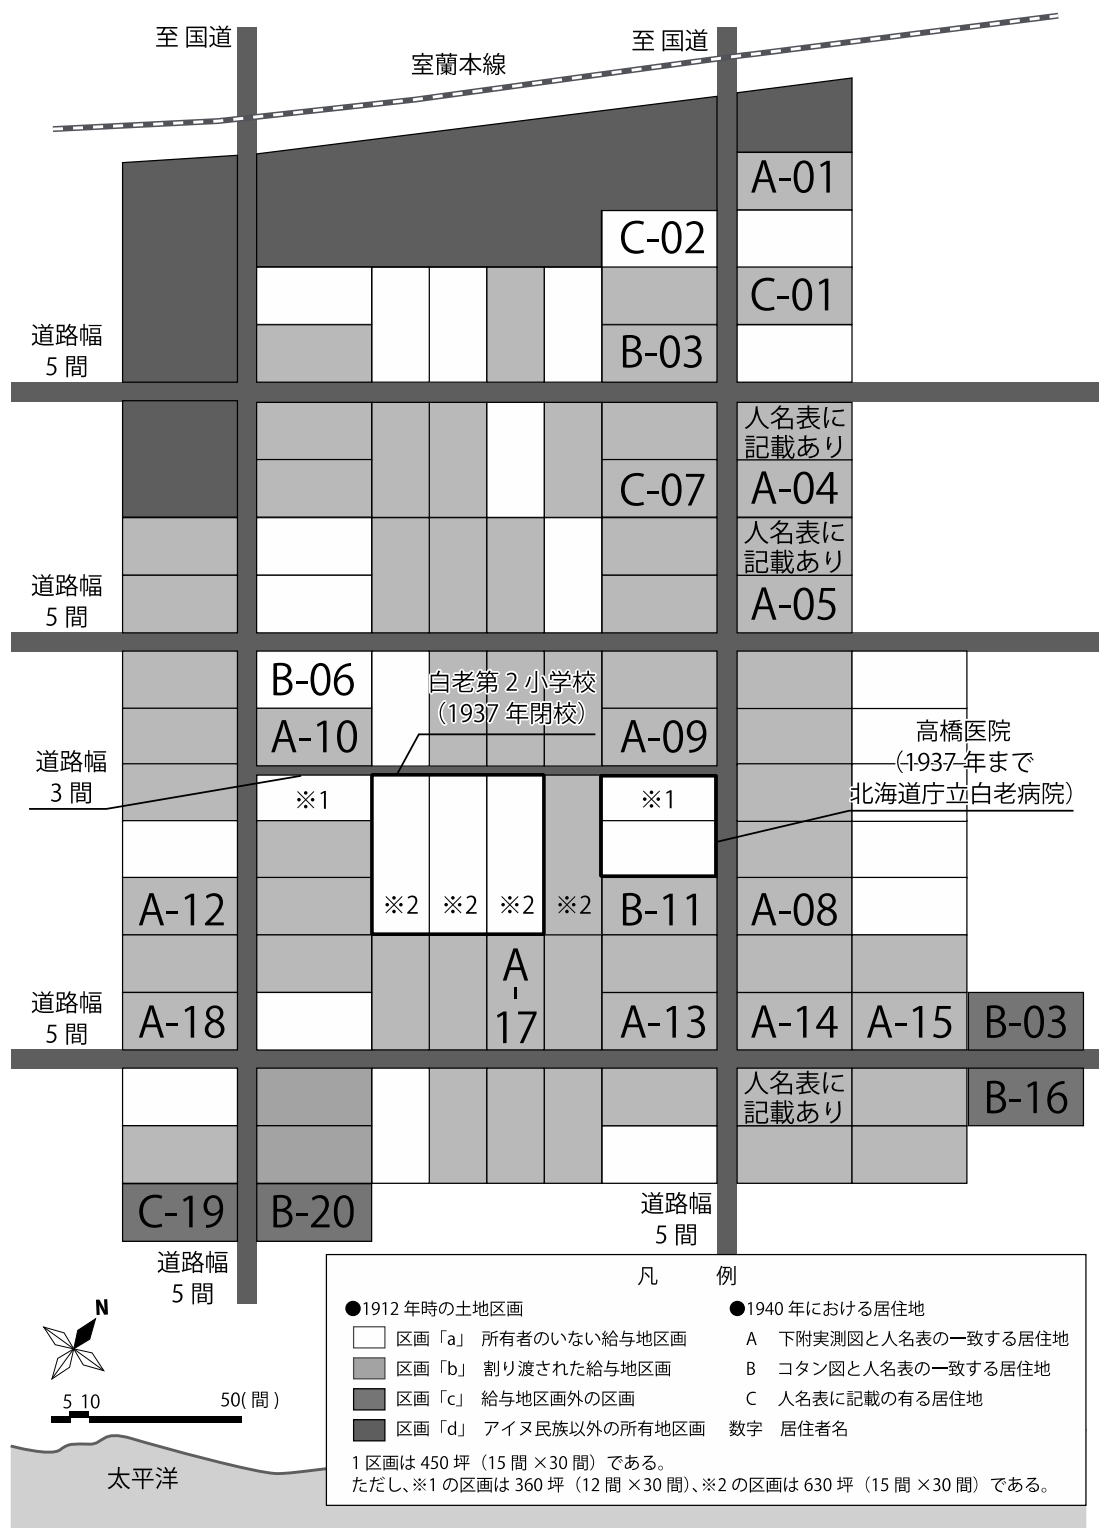 至 国道
至 国道
室蘭本線
A-01
C-02
C-01
道路幅
5 間
B-03
人名表に
記載あり
C-07
A-04
人名表に
記載あり
道路幅
5 間
A-05
B-06
白老第 2 小学校
（1937 年閉校）
A-10
A-09
高橋医院
（1937 年まで
北海道庁立白老病院）
道路幅
3 間
※1
※1
※2
※2
※2
※2
A-12
B-11
A-08
A
-
17
道路幅
5 間
A-18
A-13
A-14
A-15
B-03
人名表に
記載あり
B-16
C-19
B-20
道路幅
5 間
道路幅
5 間
凡 例
●1912 年時の土地区画
区画「a」 所有者のいない給与地区画
区画「b」 割り渡された給与地区画
区画「c」 給与地区画外の区画
区画「d」 アイヌ民族以外の所有地区画
●1940 年における居住地
A 下附実測図と人名表の一致する居住地
B コタン図と人名表の一致する居住地
C 人名表に記載の有る居住地
数字 居住者名
1 区画は 450 坪（15 間 ×30 間）である。
ただし、※1 の区画は 360 坪（12 間 ×30 間）、※2 の区画は 630 坪（15 間 ×30 間）である。
N
5 10 50( 間 )
太平洋